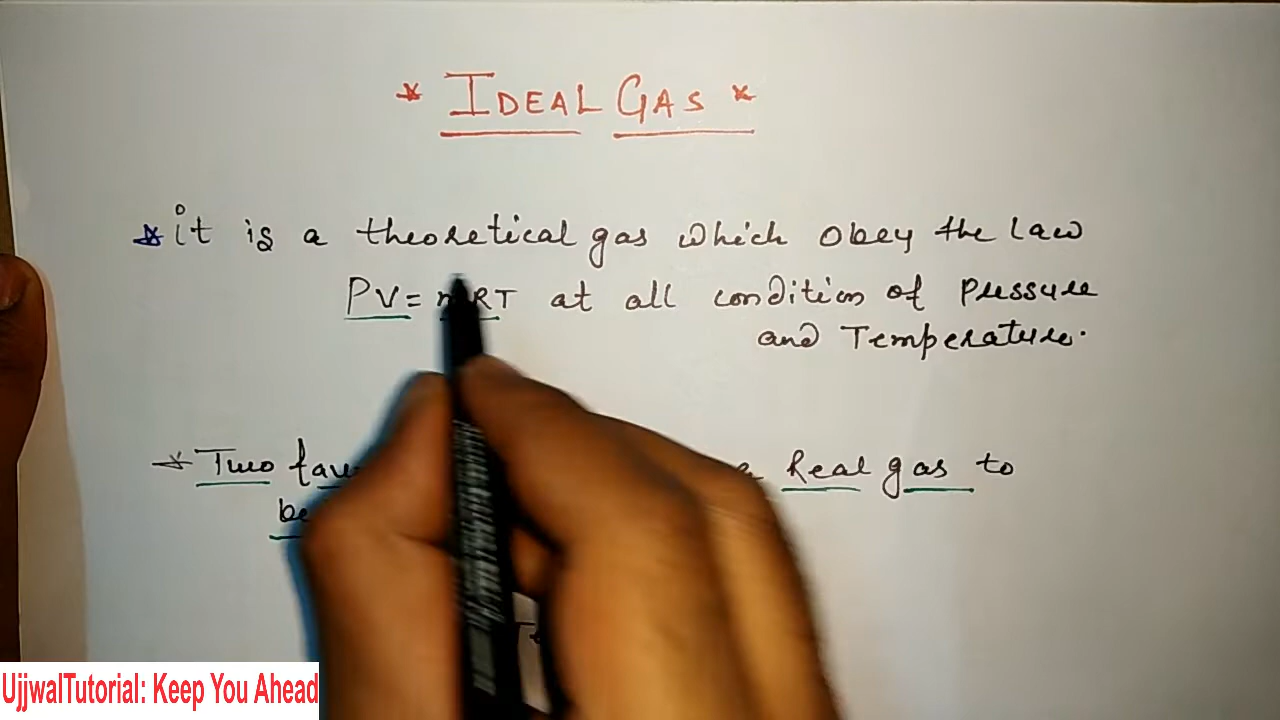 * IDEAL GAS *
* it is a theoretical gas which obey the law
PV = nRT at all condition of Pressure
and Temperature.
Two Real gas to
UjjwalTutorial: Keep You Ahead